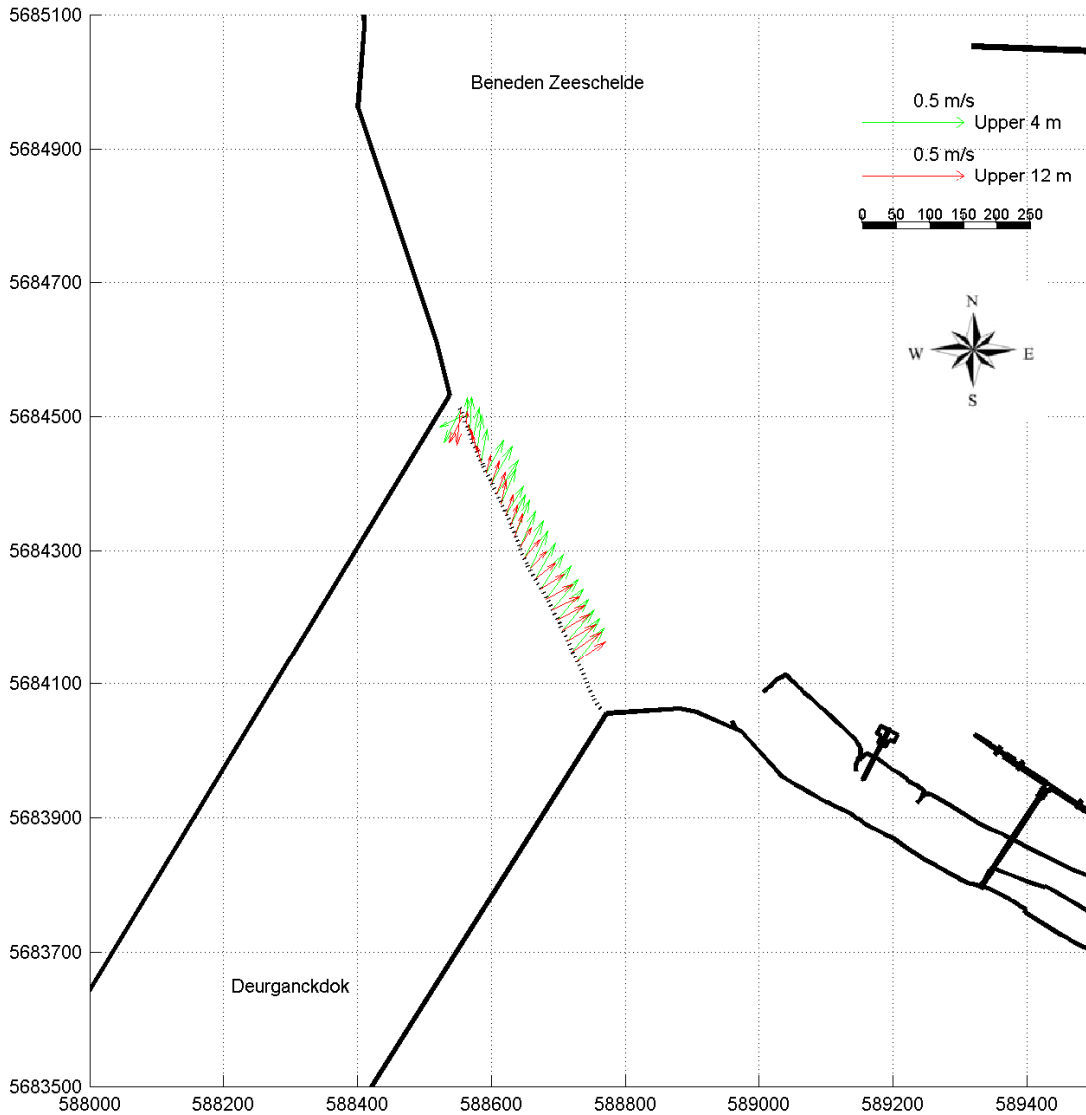 5685100
Beneden Zeeschelde
0.5 m/s
Upper 4 m
5684900
0.5 m/s
Upper 12 m
0 50 100 150 200 250
5684700
N
W E
S
5684500
5684300
5684100
5683900
5683700
Deurganckdok
5683500
588000 588200 588400 588600 588800 589000 589200 589400